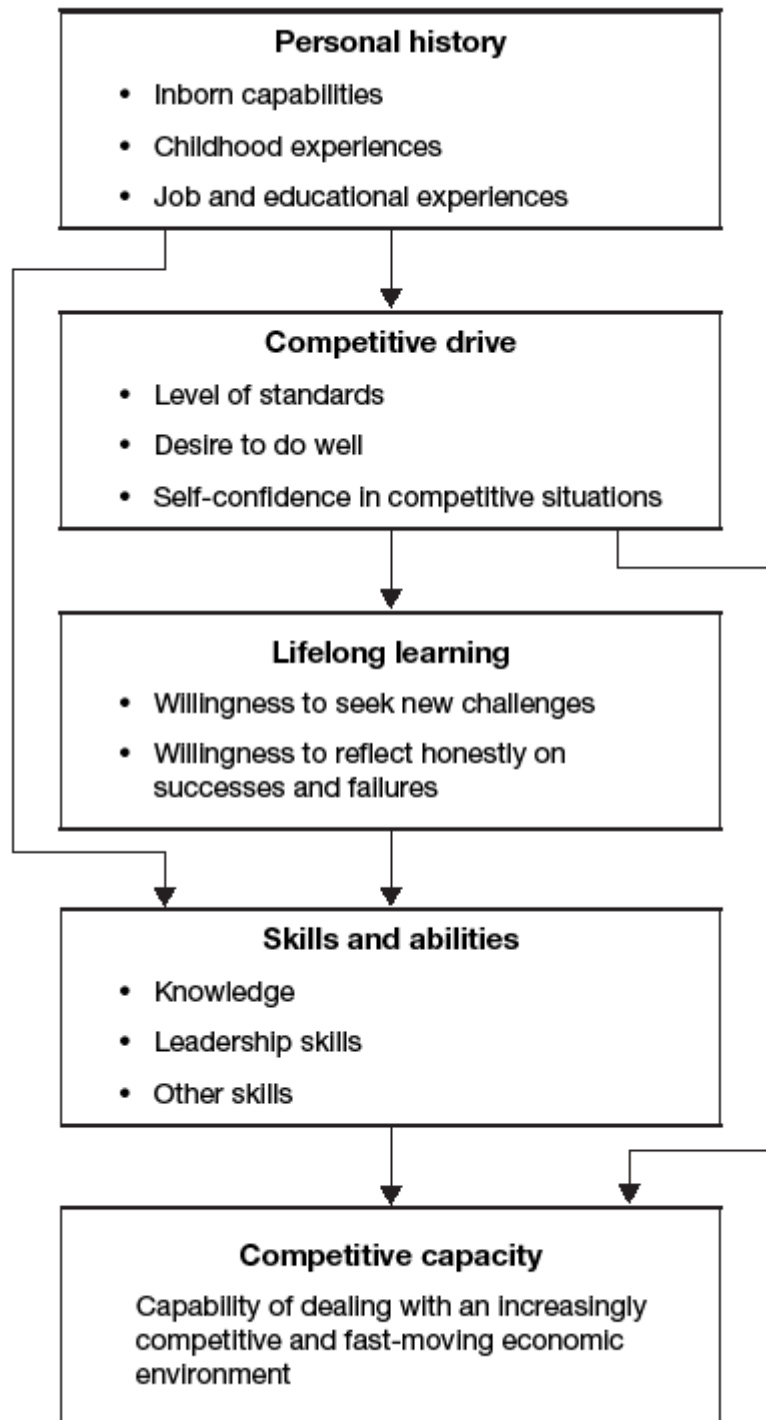 Personal history
• Inborn capabilities
• Childhood experiences
• Job and educational experiences
Competitive drive
• Level of standards
• Desire to do well
• Self-confidence in competitive situations
Lifelong learning
• Willingness to seek new challenges
• Willingness to reflect honestly on
successes and failures
Skills and abilities
• Knowledge
• Leadership skills
• Other skills
Competitive capacity
Capability of dealing with an increasingly
competitive and fast-moving economic
environment